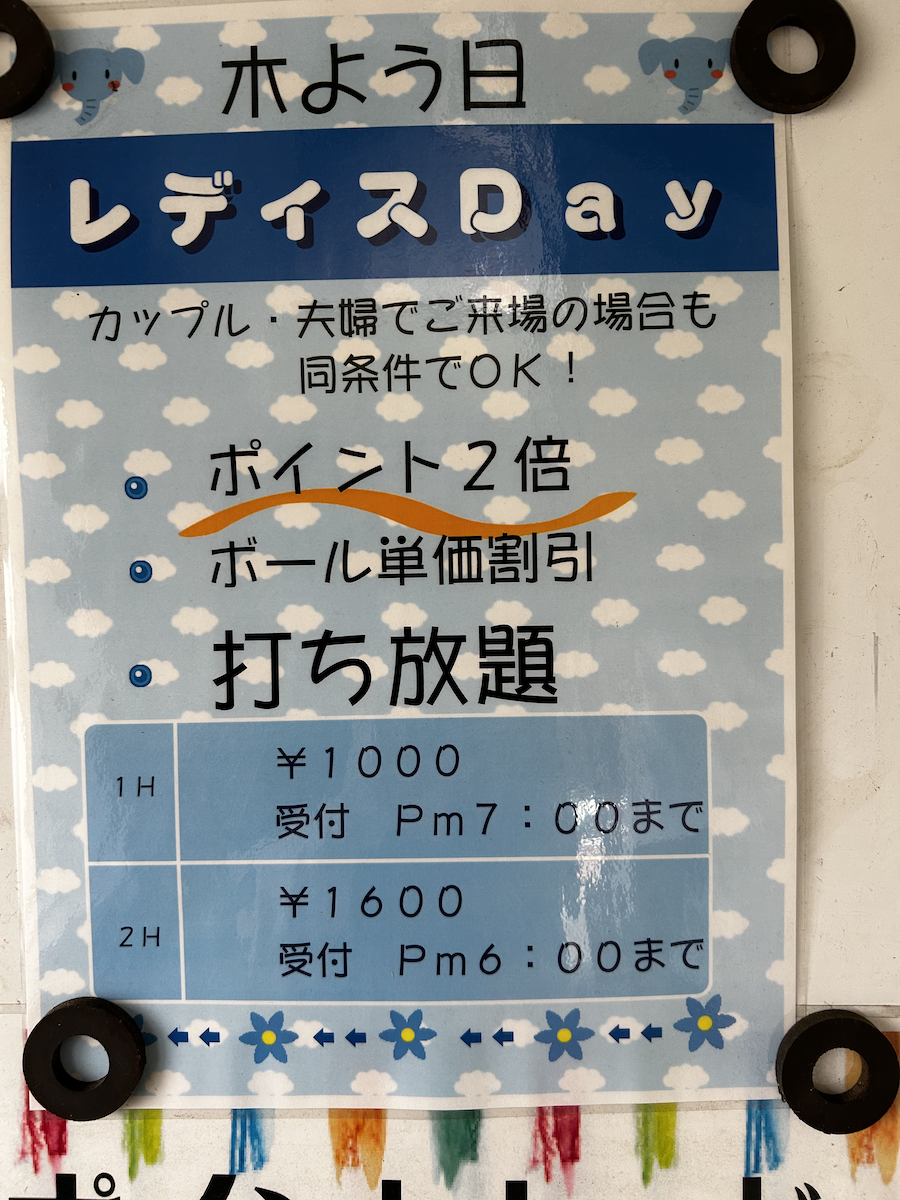 木よう日
レディスDay
カップル・夫婦でご来場の場合も
同条件でOK！
ポイント２倍
ボール単価割引
打ち放題
1H
￥１０００
受付　Pm７：００まで
2H
￥１６００
受付　Pm６：００まで